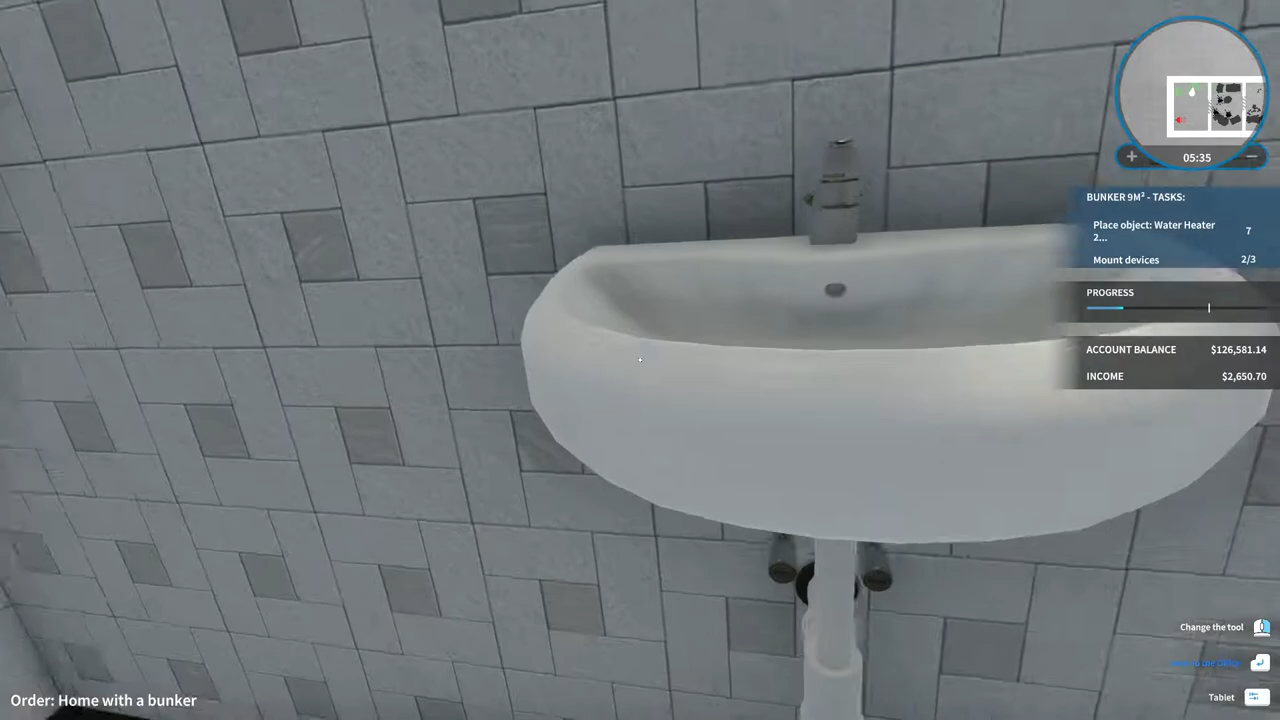 05:35
BUNKER 9M² - TASKS:
Place object: Water Heater 2... 7
Mount devices 2/3
PROGRESS
ACCOUNT BALANCE $126,581.14
INCOME $2,650.70
Change the tool
Tablet
Order: Home with a bunker